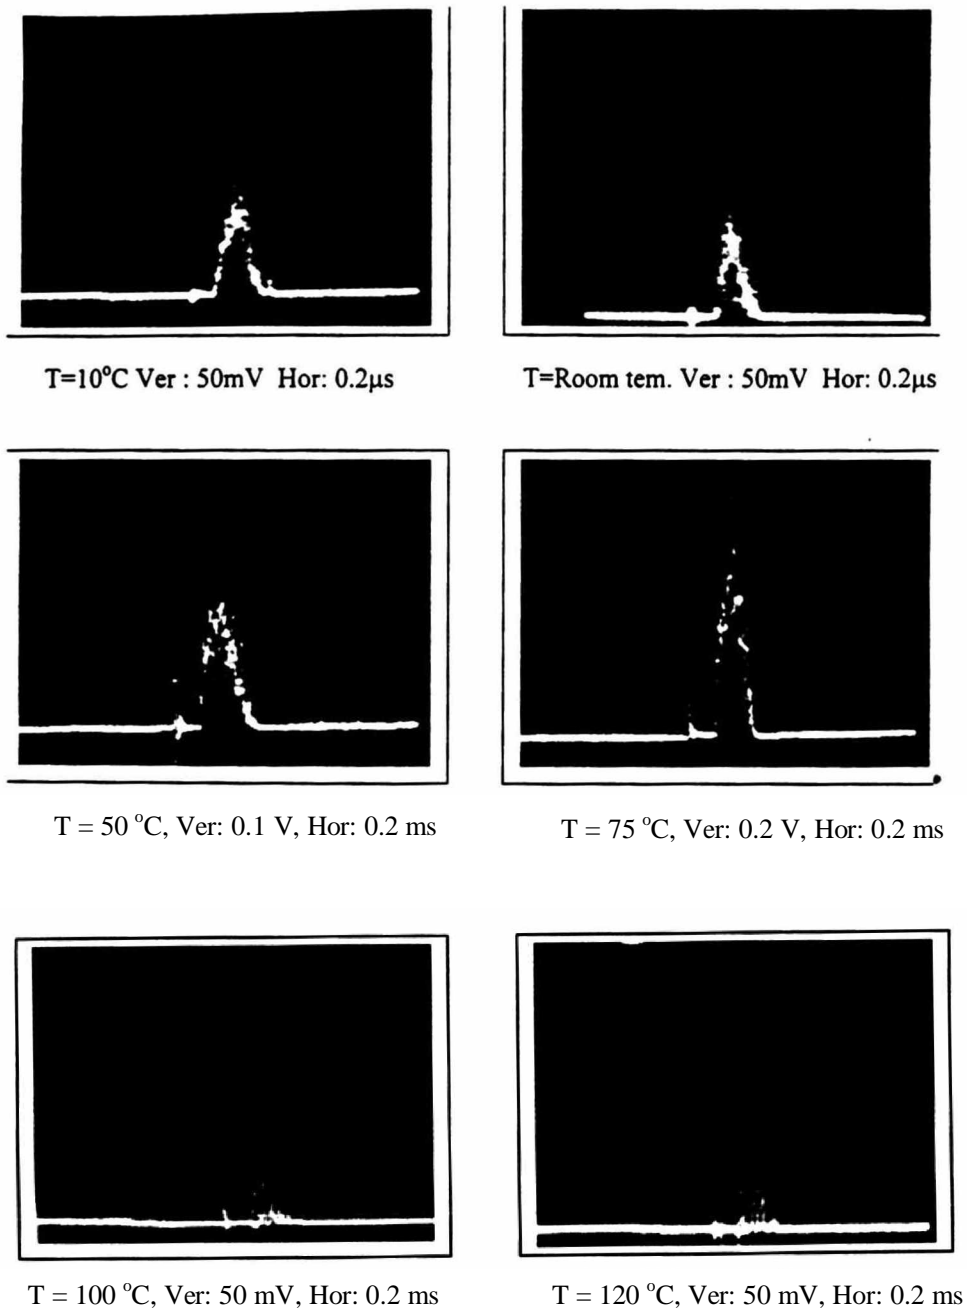 T=10°C Ver : 50mV Hor: 0.2μs
T=Room tem. Ver : 50mV Hor: 0.2μs
T = 50 °C, Ver: 0.1 V, Hor: 0.2 ms
T = 75 °C, Ver: 0.2 V, Hor: 0.2 ms
T = 100 °C, Ver: 50 mV, Hor: 0.2 ms
T = 120 °C, Ver: 50 mV, Hor: 0.2 ms